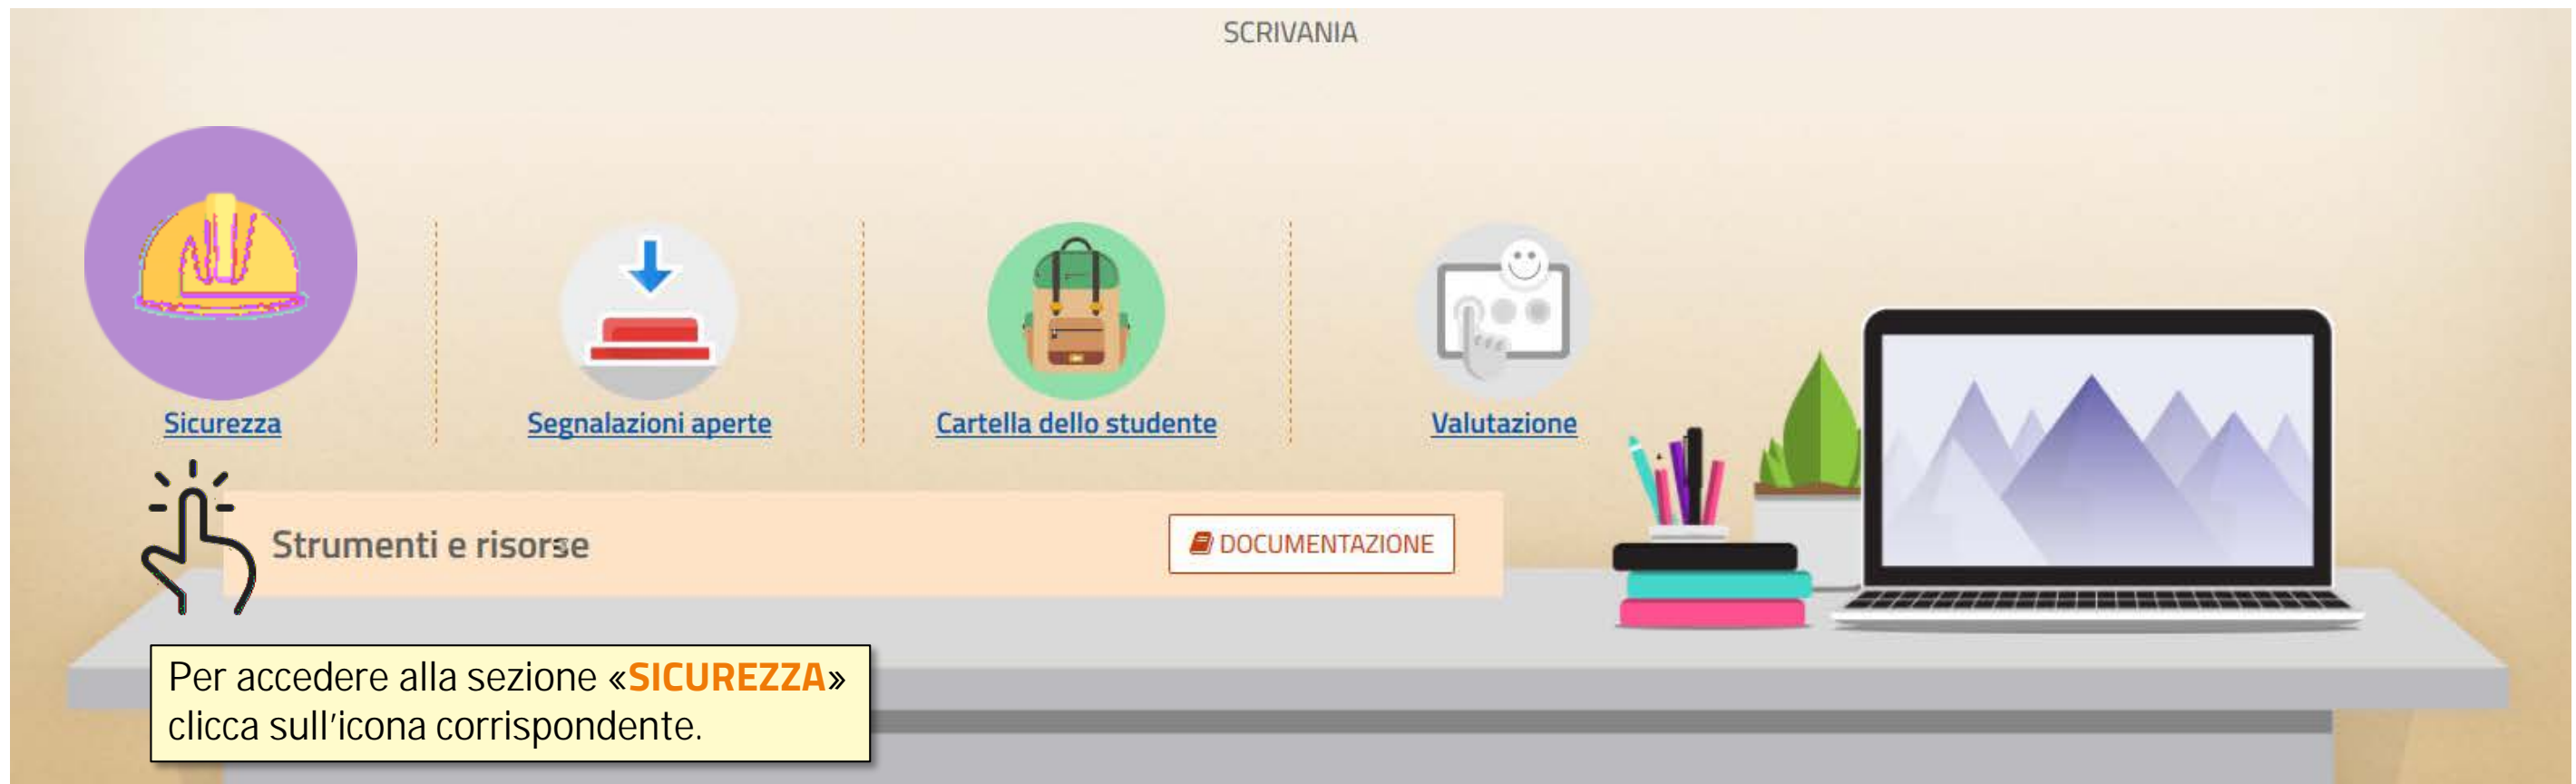 SCRIVANIA
Sicurezza
Segnalazioni aperte
Cartella dello studente
Valutazione
Strumenti e risorse
DOCUMENTAZIONE
Per accedere alla sezione «SICUREZZA»
clicca sull'icona corrispondente.